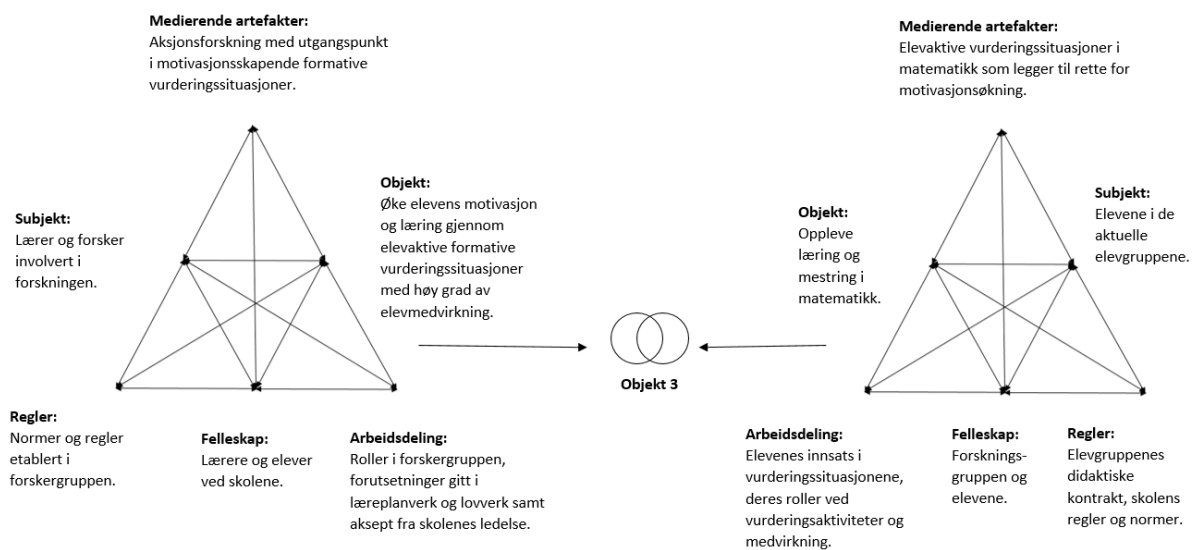 Medierende artefakter:
Aksjonsforskning med utgangspunkt
i motivasjonsskapende formative
vurderingssituasjoner.
Subjekt:
Lærer og forsker
involvert i
forskningen.
Objekt:
Øke elevens motivasjon
og læring gjennom
elevaktive formative
vurderingssituasjoner
med høy grad av
elevmedvirkning.
Regler:
Normer og regler
etablert i
forskergruppen.
Felleskap:
Lærere og elever
ved skolene.
Arbeidsdeling:
Roller i forskergruppen,
forutsetninger gitt i
læreplanverk og lovverk samt
aksept fra skolenes ledelse.
Objekt 3
Medierende artefakter:
Elevaktive vurderingssituasjoner i
matematikk som legger til rette for
motivasjonsøkning.
Objekt:
Oppleve
læring og
mestring i
matematikk.
Subjekt:
Elevene i de
aktuelle
elevgruppene.
Arbeidsdeling:
Elevenes innsats i
vurderingssituasjonene,
deres roller ved
vurderingsaktiviteter og
medvirkning.
Felleskap:
Forsknings-
gruppen og
elevene.
Regler:
Elevgruppenes
didaktiske
kontrakt, skolens
regler og normer.